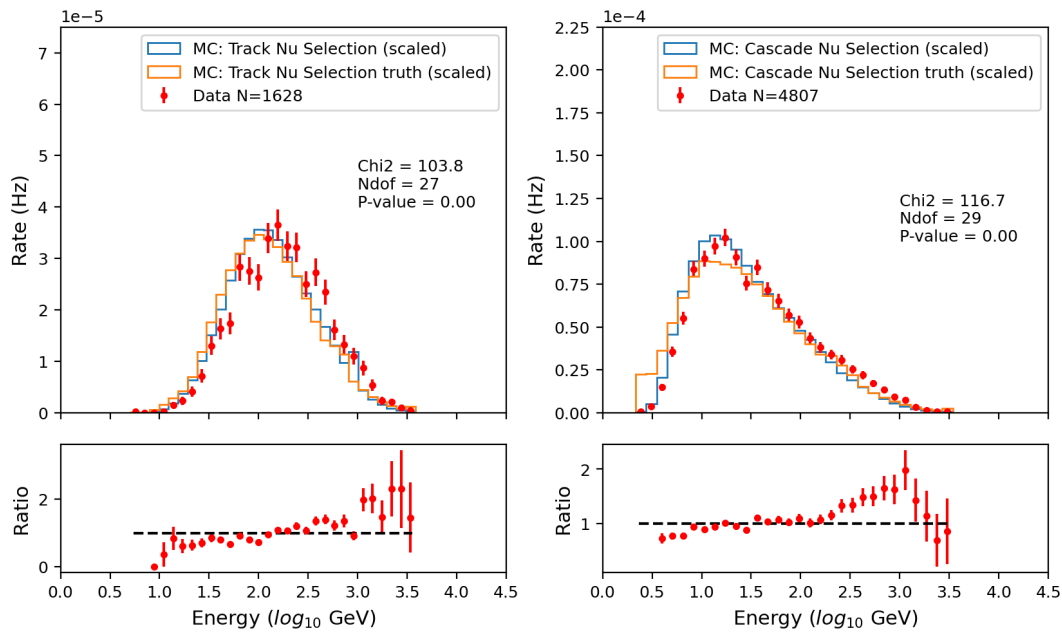 1e−5
7
6
5
4
3
2
1
0
Rate (Hz)
MC: Track Nu Selection (scaled)
MC: Track Nu Selection truth (scaled)
Data N=1628
Chi2 = 103.8
Ndof = 27
P-value = 0.00
2
0
Ratio
0.0 0.5 1.0 1.5 2.0 2.5 3.0 3.5 4.0 4.5
Energy (log10 GeV)
1e−4
2.25
2.00
1.75
1.50
1.25
1.00
0.75
0.50
0.25
0.00
Rate (Hz)
MC: Cascade Nu Selection (scaled)
MC: Cascade Nu Selection truth (scaled)
Data N=4807
Chi2 = 116.7
Ndof = 29
P-value = 0.00
2
1
Ratio
0.0 0.5 1.0 1.5 2.0 2.5 3.0 3.5 4.0 4.5
Energy (log10 GeV)